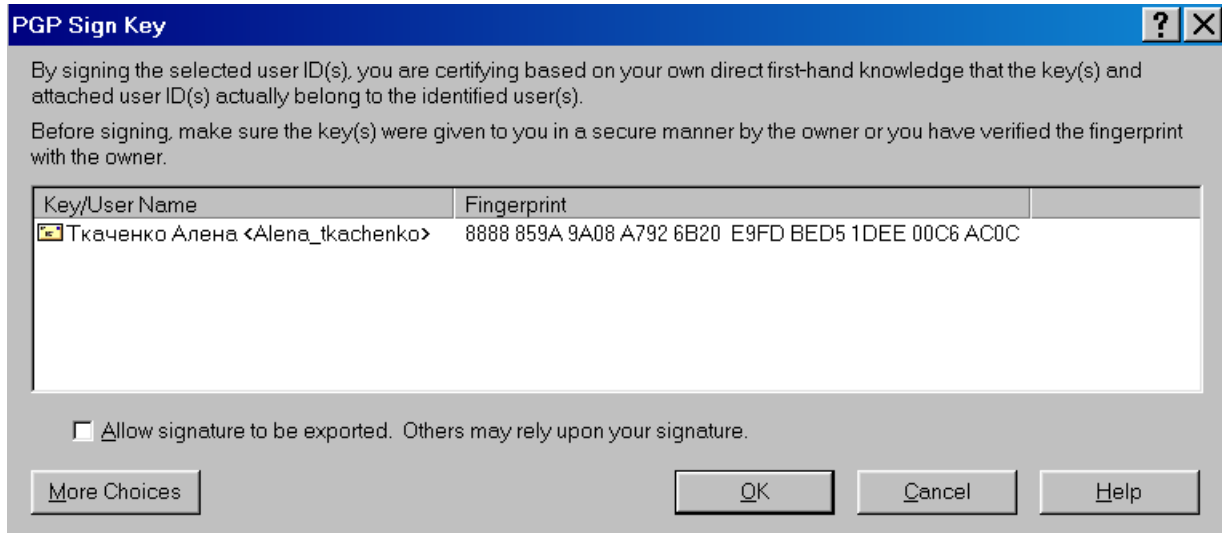 PGP Sign Key
By signing the selected user ID(s), you are certifying based on your own direct first-hand knowledge that the key(s) and
attached user ID(s) actually belong to the identified user(s).
Before signing, make sure the key(s) were given to you in a secure manner by the owner or you have verified the fingerprint
with the owner.
Key/User Name Fingerprint
Ткаченко Алена <Alena_tkachenko> 8888 859A 9A08 A792 6B20 E9FD BED5 1DEE 00C6 AC0C
Allow signature to be exported. Others may rely upon your signature.
More Choices OK Cancel Help